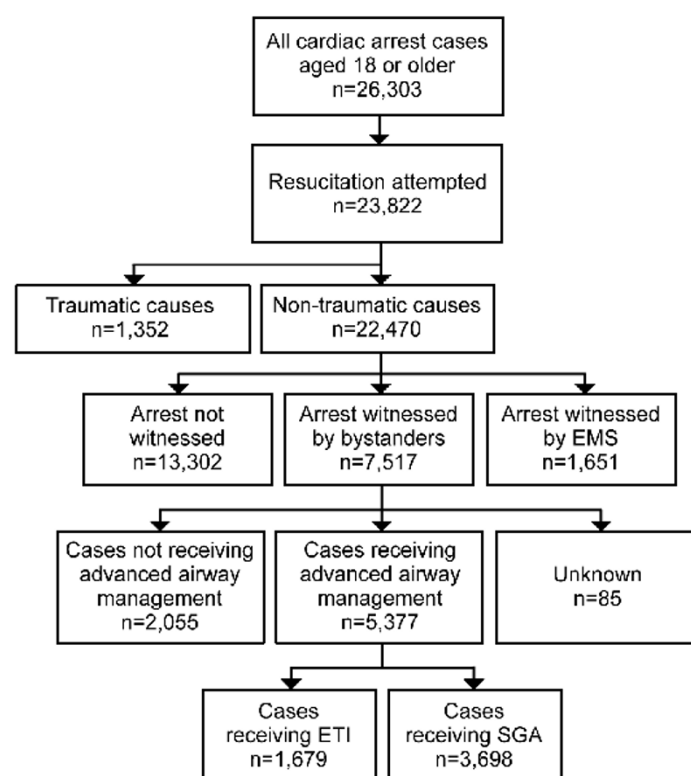 All cardiac arrest cases
aged 18 or older
n=26,303
Resucitation attempted
n=23,822
Traumatic causes
n=1,352
Non-traumatic causes
n=22,470
Arrest not
witnessed
n=13,302
Arrest witnessed
by bystanders
n=7,517
Arrest witnessed
by EMS
n=1,651
Cases not receiving
advanced airway
management
n=2,055
Cases receiving
advanced airway
management
n=5,377
Unknown
n=85
Cases
receiving ETI
n=1,679
Cases
receiving SGA
n=3,698